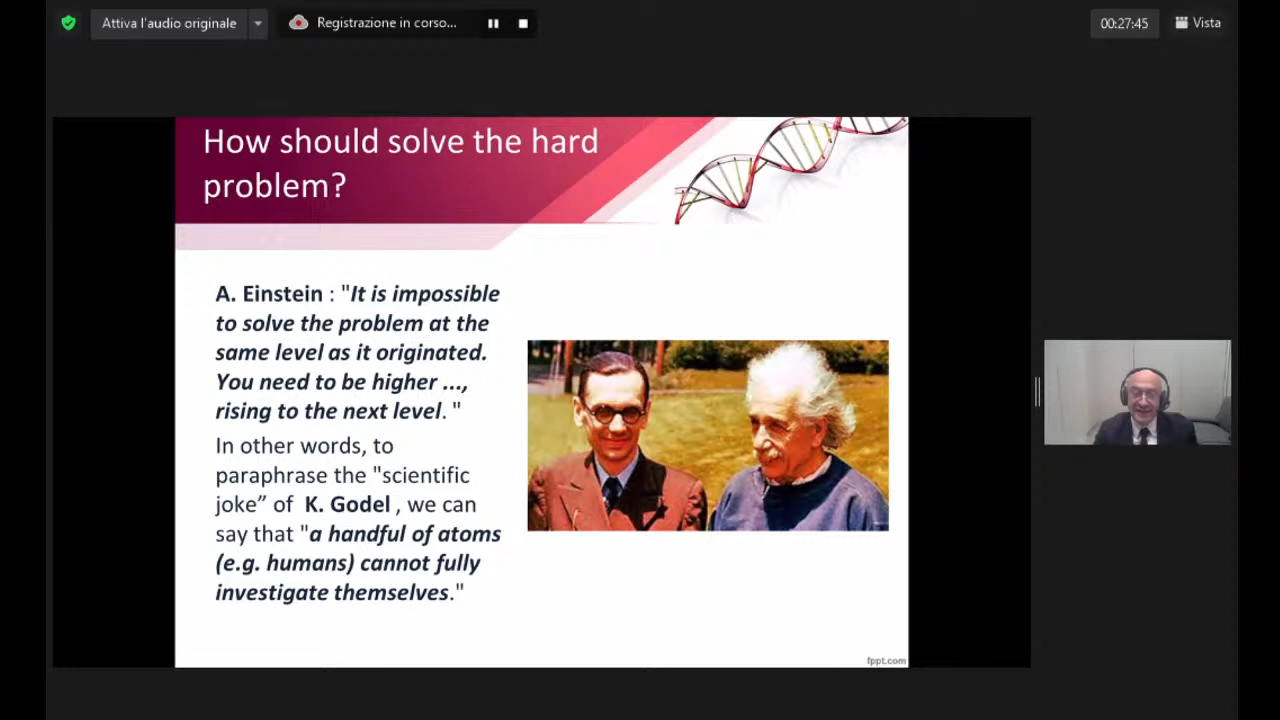 Attiva l'audio originale
Registrazione in corso...
00:27:45
Vista
How should solve the hard
problem?
A. Einstein : "It is impossible
to solve the problem at the
same level as it originated.
You need to be higher ...,
rising to the next level. "
In other words, to
paraphrase the "scientific
joke” of K. Godel , we can
say that "a handful of atoms
(e.g. humans) cannot fully
investigate themselves."
fppt.com